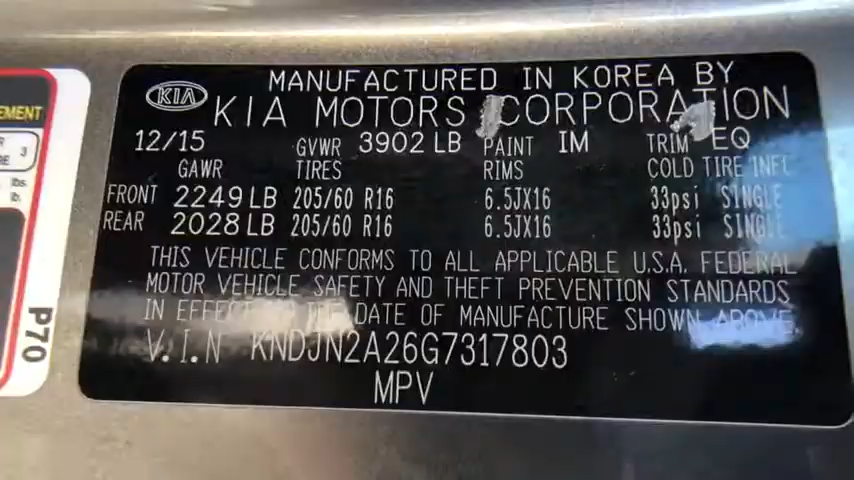 MANUFACTURED IN KOREA BY
KIA KIA MOTORS CORPORATION
12/15 GVWR 3902 LB PAINT IM TRIM EQ
GAWR TIRES RIMS COLD TIRE INFL
FRONT 2249 LB 205/60 R16 6.5JX16 33psi SINGLE
REAR 2028 LB 205/60 R16 6.5JX16 33psi SINGLE
THIS VEHICLE CONFORMS TO ALL APPLICABLE U.S.A. FEDERAL
MOTOR VEHICLE SAFETY AND THEFT PREVENTION STANDARDS
IN EFFECT ON THE DATE OF MANUFACTURE SHOWN ABOVE.
V.I.N KNDJN2A26G7317803
MPV
lbs
lb.
P70